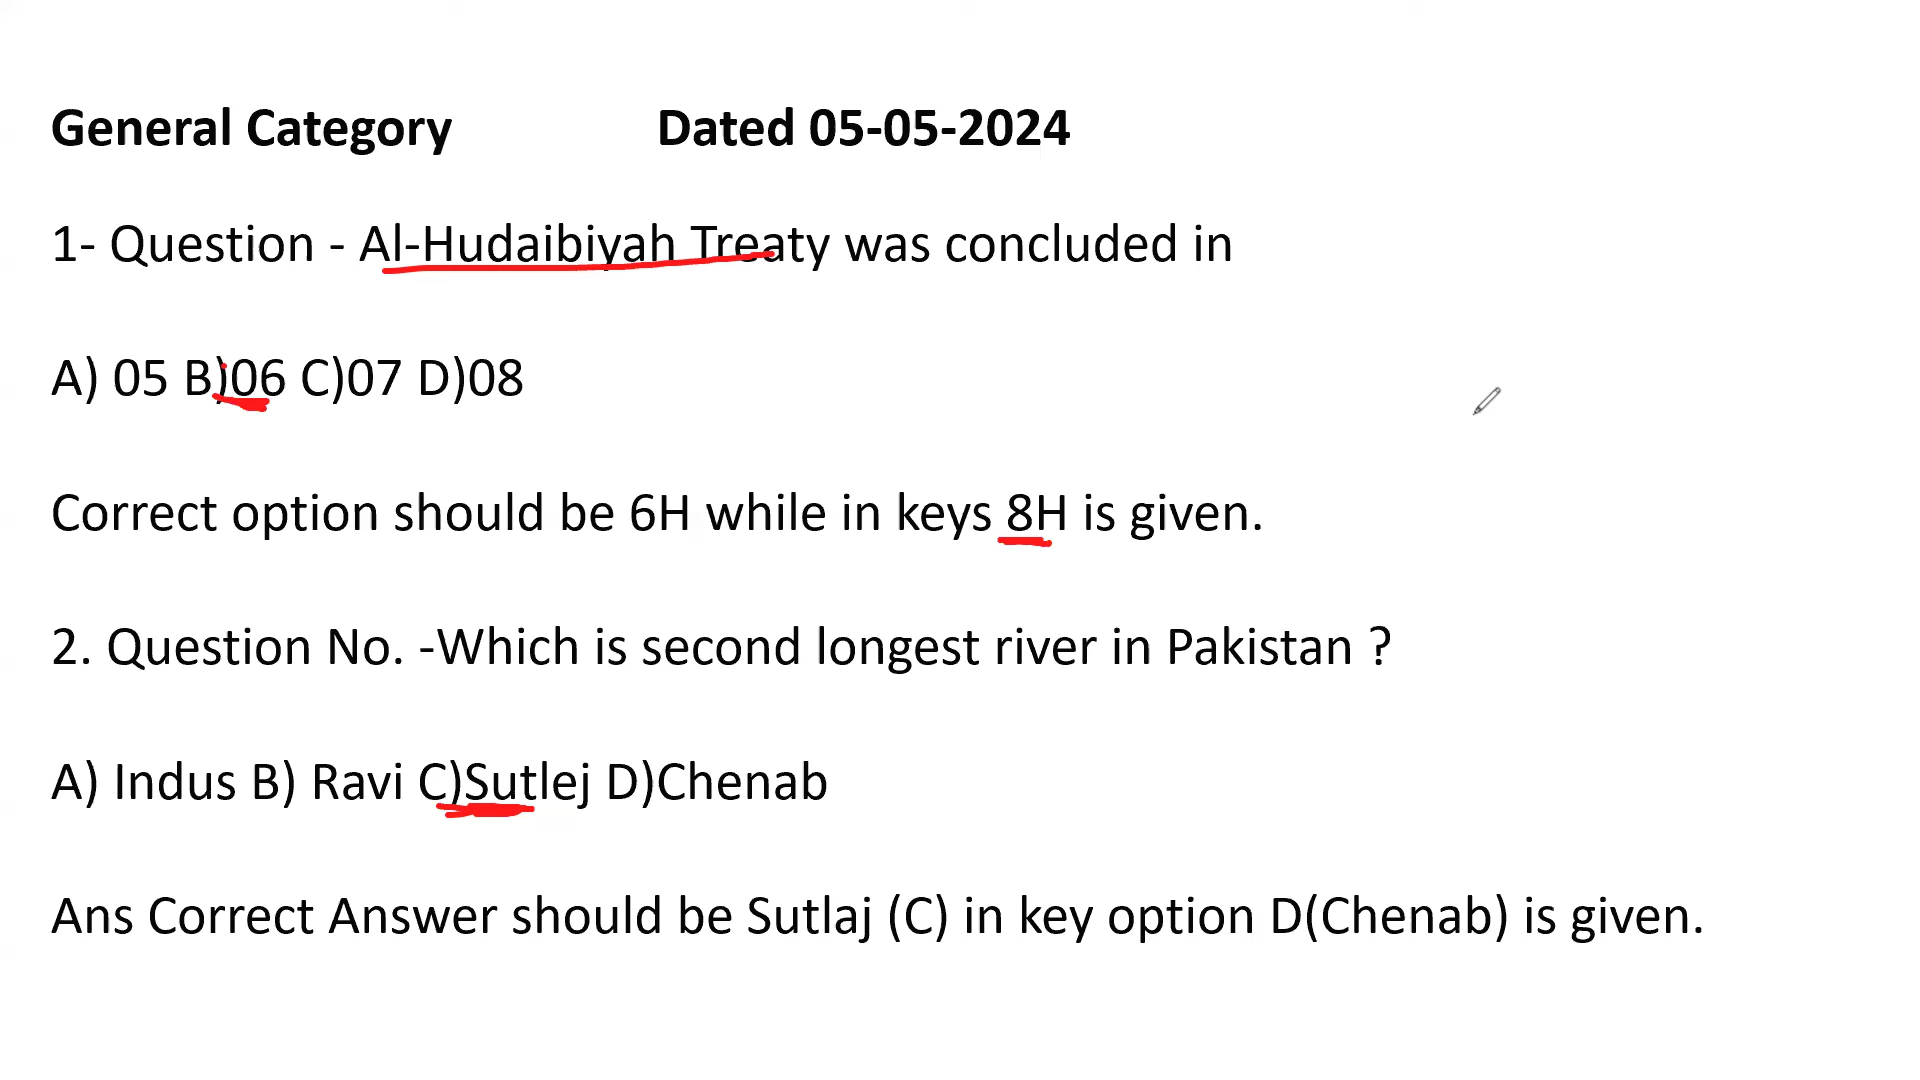 General Category Dated 05-05-2024
1- Question - Al-Hudaibiyah Treaty was concluded in
A) 05 B)06 C)07 D)08
Correct option should be 6H while in keys 8H is given.
2. Question No. -Which is second longest river in Pakistan ?
A) Indus B) Ravi C)Sutlej D)Chenab
Ans Correct Answer should be Sutlaj (C) in key option D(Chenab) is given.